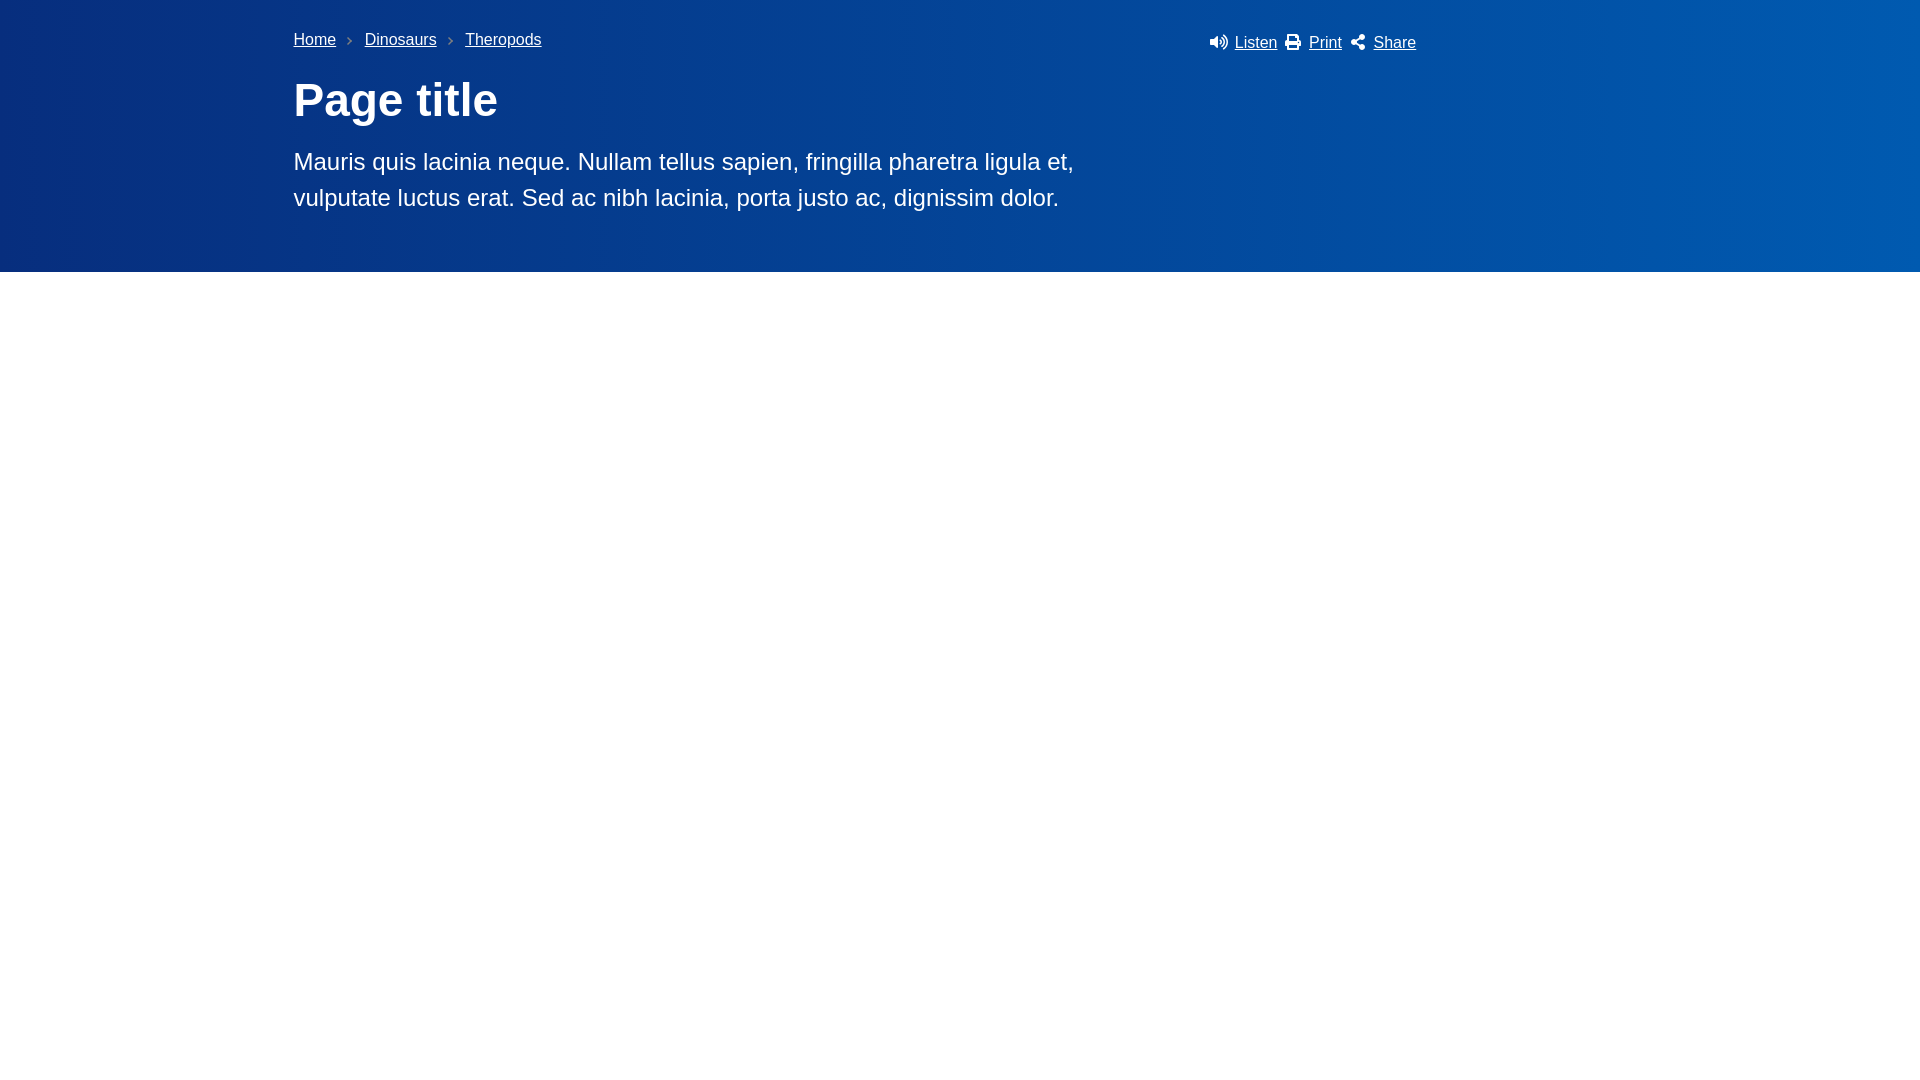 Home Dinosaurs Theropods
Listen Print Share
Page title
Mauris quis lacinia neque. Nullam tellus sapien, fringilla pharetra ligula et,
vulputate luctus erat. Sed ac nibh lacinia, porta justo ac, dignissim dolor.